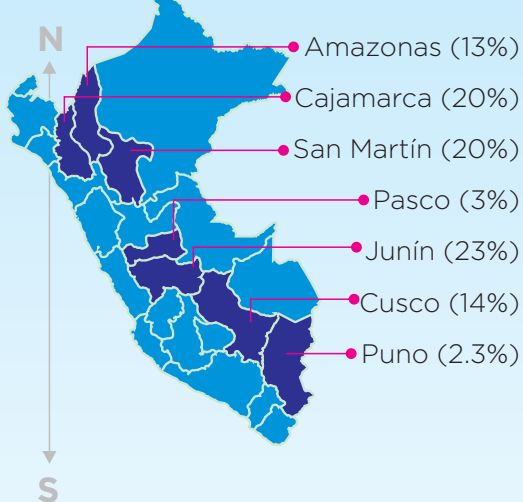 N
Amazonas (13%)
Cajamarca (20%)
San Martín (20%)
Pasco (3%)
Junín (23%)
Cusco (14%)
Puno (2.3%)
S